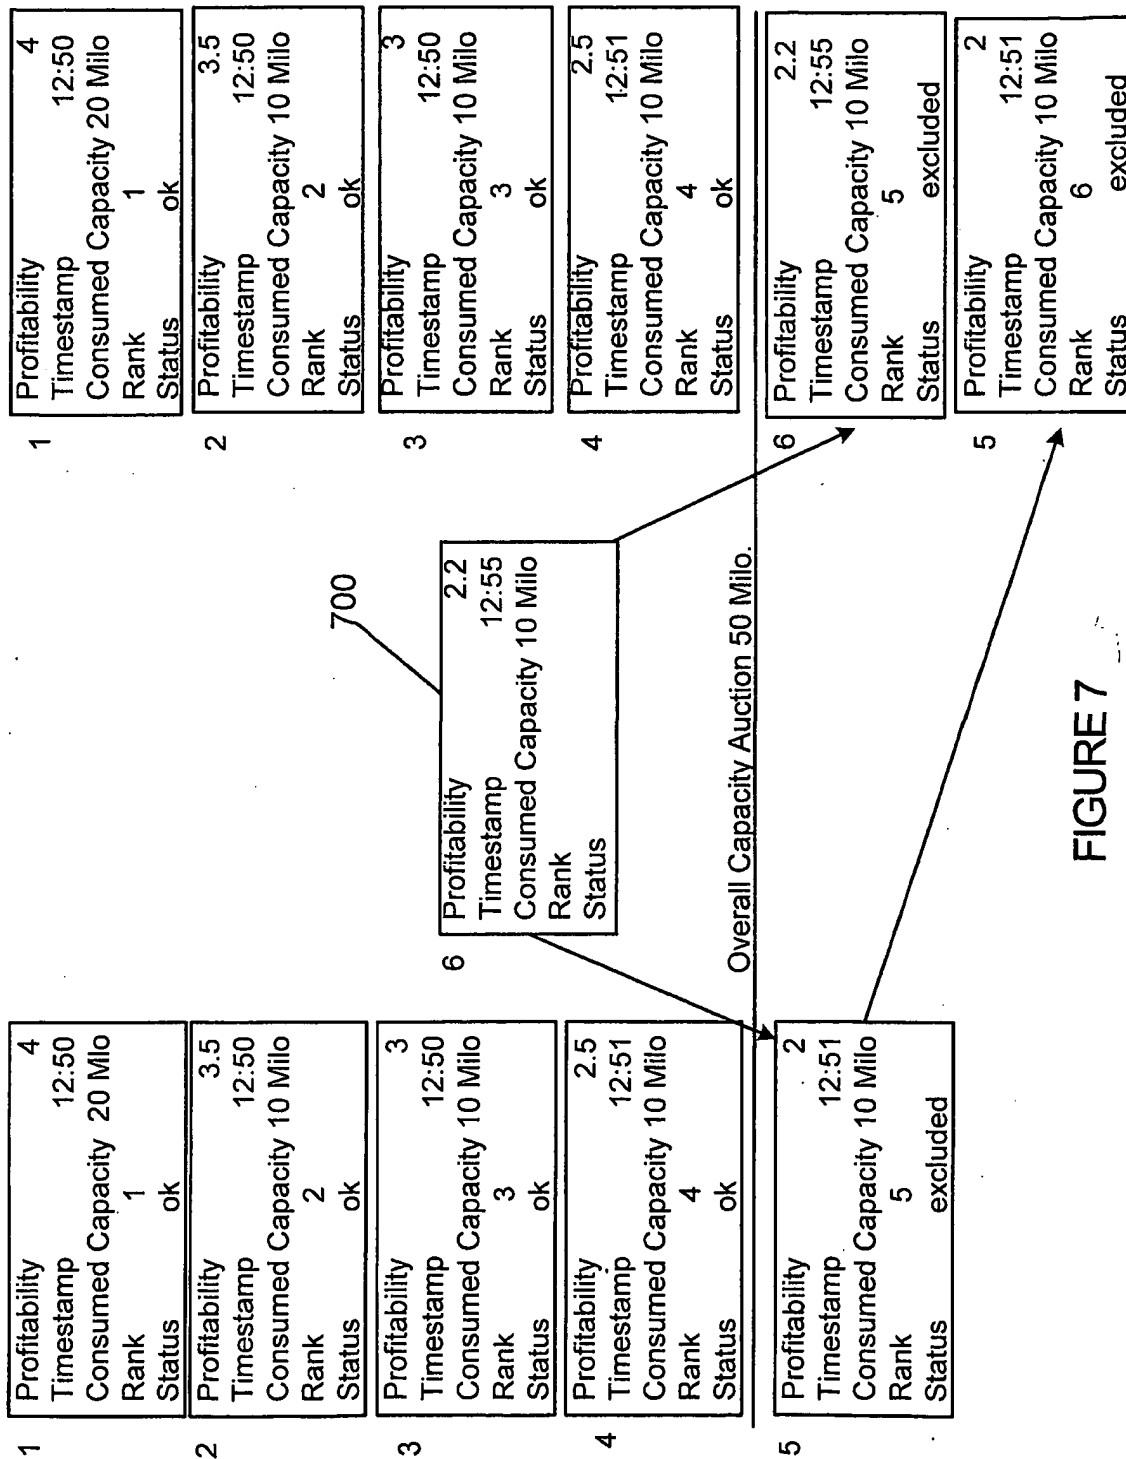 1
Profitability 4
Timestamp 12:50
Consumed Capacity 20 Mlo
Rank 1
Status ok
2
Profitability 3.5
Timestamp 12:50
Consumed Capacity 10 Milo
Rank 2
Status ok
3
Profitability 3
Timestamp 12:50
Consumed Capacity 10 Milo
Rank 3
Status ok
4
Profitability 2.5
Timestamp 12:51
Consumed Capacity 10 Milo
Rank 4
Status ok
5
Profitability 2
Timestamp 12:51
Consumed Capacity 10 Milo
Rank 5
Status excluded
700
6
Profitability 2.2
Timestamp 12:55
Consumed Capacity 10 Milo
Rank
Status
Overall Capacity Auction 50 Milo.
1
Profitability 4
Timestamp 12:50
Consumed Capacity 20 Milo
Rank 1
Status ok
2
Profitability 3.5
Timestamp 12:50
Consumed Capacity 10 Milo
Rank 2
Status ok
3
Profitability 3
Timestamp 12:50
Consumed Capacity 10 Milo
Rank 3
Status ok
4
Profitability 2.5
Timestamp 12:51
Consumed Capacity 10 Milo
Rank 4
Status ok
6
Profitability 2.2
Timestamp 12:55
Consumed Capacity 10 Milo
Rank 5
Status excluded
5
Profitability 2
Timestamp 12:51
Consumed Capacity 10 Milo
Rank 6
Status excluded
FIGURE 7